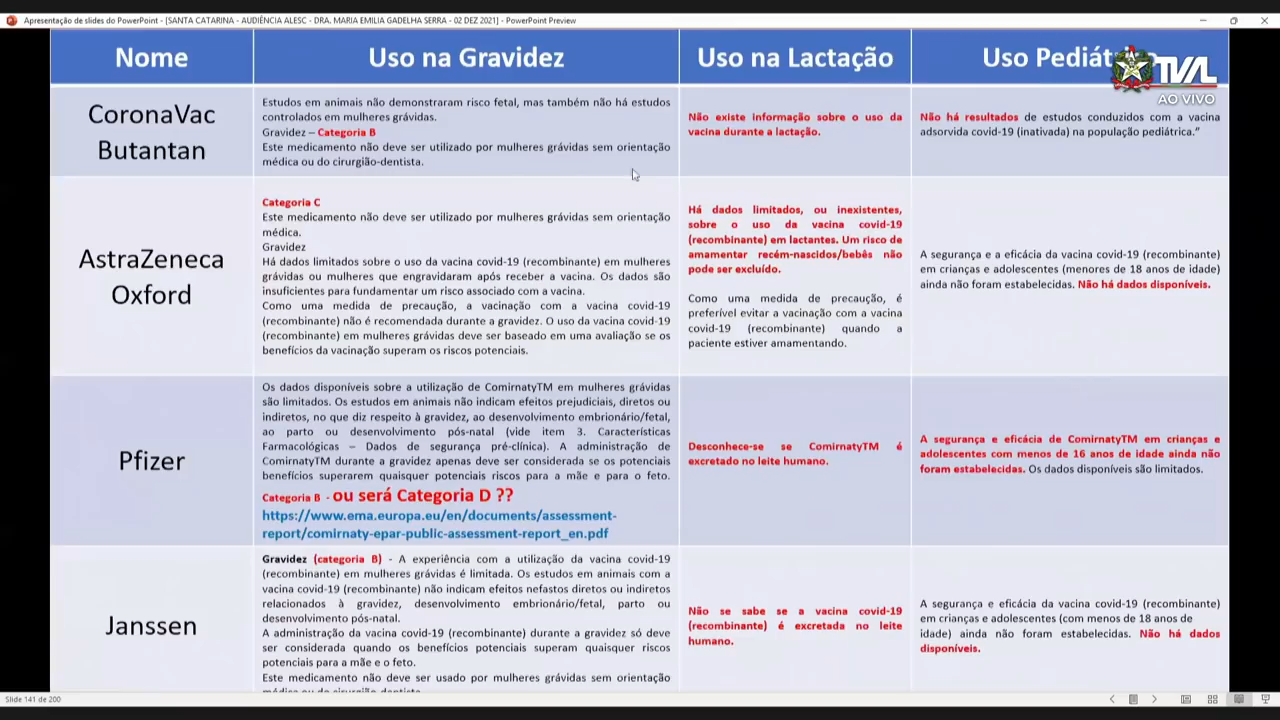 Apresentação de slides do PowerPoint - [SANTA CATARINA - AUDIÊNCIA ALESC - DRA. MARIA EMILIA GADELHA SERRA - 02 DEZ 2021] - PowerPoint Preview
Nome
Uso na Gravidez
Uso na Lactação
Uso Pediát
TVAL
AO VIVO
CoronaVac
Butantan
Estudos em animais não demonstraram risco fetal, mas também não há estudos
controlados em mulheres grávidas.
Gravidez – Categoria B
Este medicamento não deve ser utilizado por mulheres grávidas sem orientação
médica ou do cirurgião-dentista.
Não existe informação sobre o uso da
vacina durante a lactação.
Não há resultados de estudos conduzidos com a vacina
adsorvida covid-19 (inativada) na população pediátrica.”
AstraZeneca
Oxford
Categoria C
Este medicamento não deve ser utilizado por mulheres grávidas sem orientação
médica.
Gravidez
Há dados limitados sobre o uso da vacina covid-19 (recombinante) em mulheres
grávidas ou mulheres que engravidaram após receber a vacina. Os dados são
insuficientes para fundamentar um risco associado com a vacina.
Como uma medida de precaução, a vacinação com a vacina covid-19
(recombinante) não é recomendada durante a gravidez. O uso da vacina covid-19
(recombinante) em mulheres grávidas deve ser baseado em uma avaliação se os
benefícios da vacinação superam os riscos potenciais.
Há dados limitados, ou inexistentes,
sobre o uso da vacina covid-19
(recombinante) em lactantes. Um risco de
amamentar recém-nascidos/bebês não
pode ser excluído.
Como uma medida de precaução, é
preferível evitar a vacinação com a vacina
covid-19 (recombinante) quando a
paciente estiver amamentando.
A segurança e a eficácia da vacina covid-19 (recombinante)
em crianças e adolescentes (menores de 18 anos de idade)
ainda não foram estabelecidas. Não há dados disponíveis.
Pfizer
Os dados disponíveis sobre a utilização de ComirnatyTM em mulheres grávidas
são limitados. Os estudos em animais não indicam efeitos prejudiciais, diretos ou
indiretos, no que diz respeito à gravidez, ao desenvolvimento embrionário/fetal,
ao parto ou desenvolvimento pós-natal (vide item 3. Características
Farmacológicas – Dados de segurança pré-clínica). A administração de
ComirnatyTM durante a gravidez apenas deve ser considerada se os potenciais
benefícios superarem quaisquer potenciais riscos para a mãe e para o feto.
Categoria B - ou será Categoria D ??
https://www.ema.europa.eu/en/documents/assessment-
report/comirnaty-epar-public-assessment-report_en.pdf
Desconhece-se se ComirnatyTM é
excretado no leite humano.
A segurança e eficácia de ComirnatyTM em crianças e
adolescentes com menos de 16 anos de idade ainda não
foram estabelecidas. Os dados disponíveis são limitados.
Janssen
Gravidez (categoria B) - A experiência com a utilização da vacina covid-19
(recombinante) em mulheres grávidas é limitada. Os estudos em animais com a
vacina covid-19 (recombinante) não indicam efeitos nefastos diretos ou indiretos
relacionados à gravidez, desenvolvimento embrionário/fetal, parto ou
desenvolvimento pós-natal.
A administração da vacina covid-19 (recombinante) durante a gravidez só deve
ser considerada quando os benefícios potenciais superam quaisquer riscos
potenciais para a mãe e o feto.
Este medicamento não deve ser usado por mulheres grávidas sem orientação
médica ou do cirurgião-dentista.
Não se sabe se a vacina covid-19
(recombinante) é excretada no leite
humano.
A segurança e eficácia da vacina covid-19 (recombinante)
em crianças e adolescentes (com menos de 18 anos de
idade) ainda não foram estabelecidas. Não há dados
disponíveis.
Slide 141 de 200